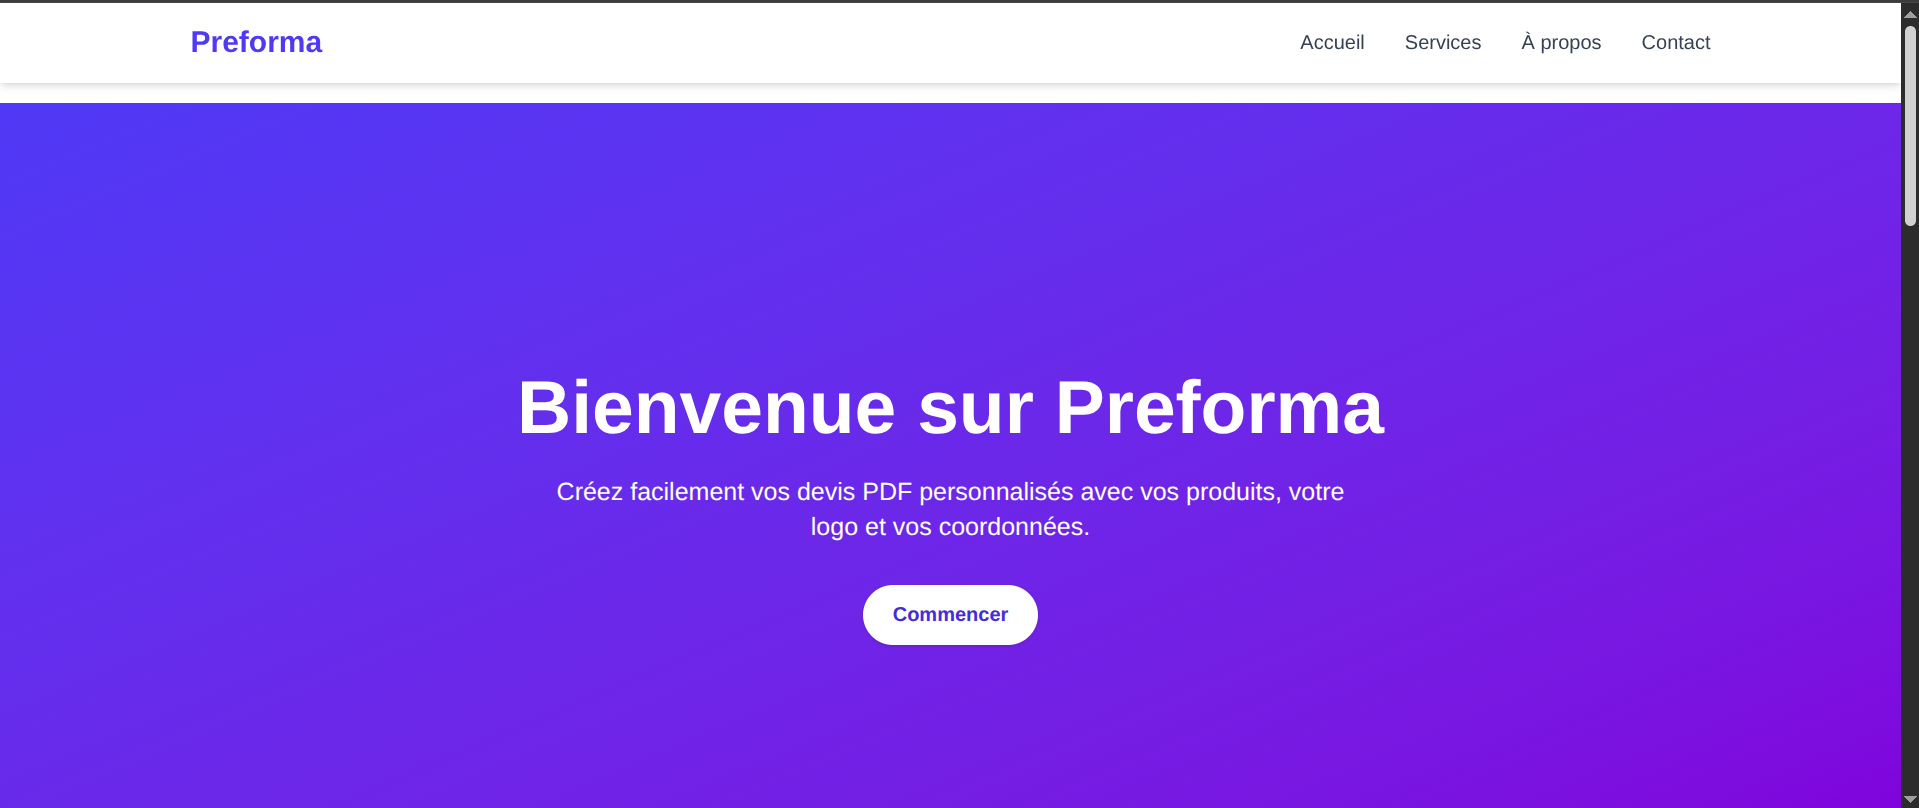 Preforma
Accueil Services À propos Contact
Bienvenue sur Preforma
Créez facilement vos devis PDF personnalisés avec vos produits, votre
logo et vos coordonnées.
Commencer